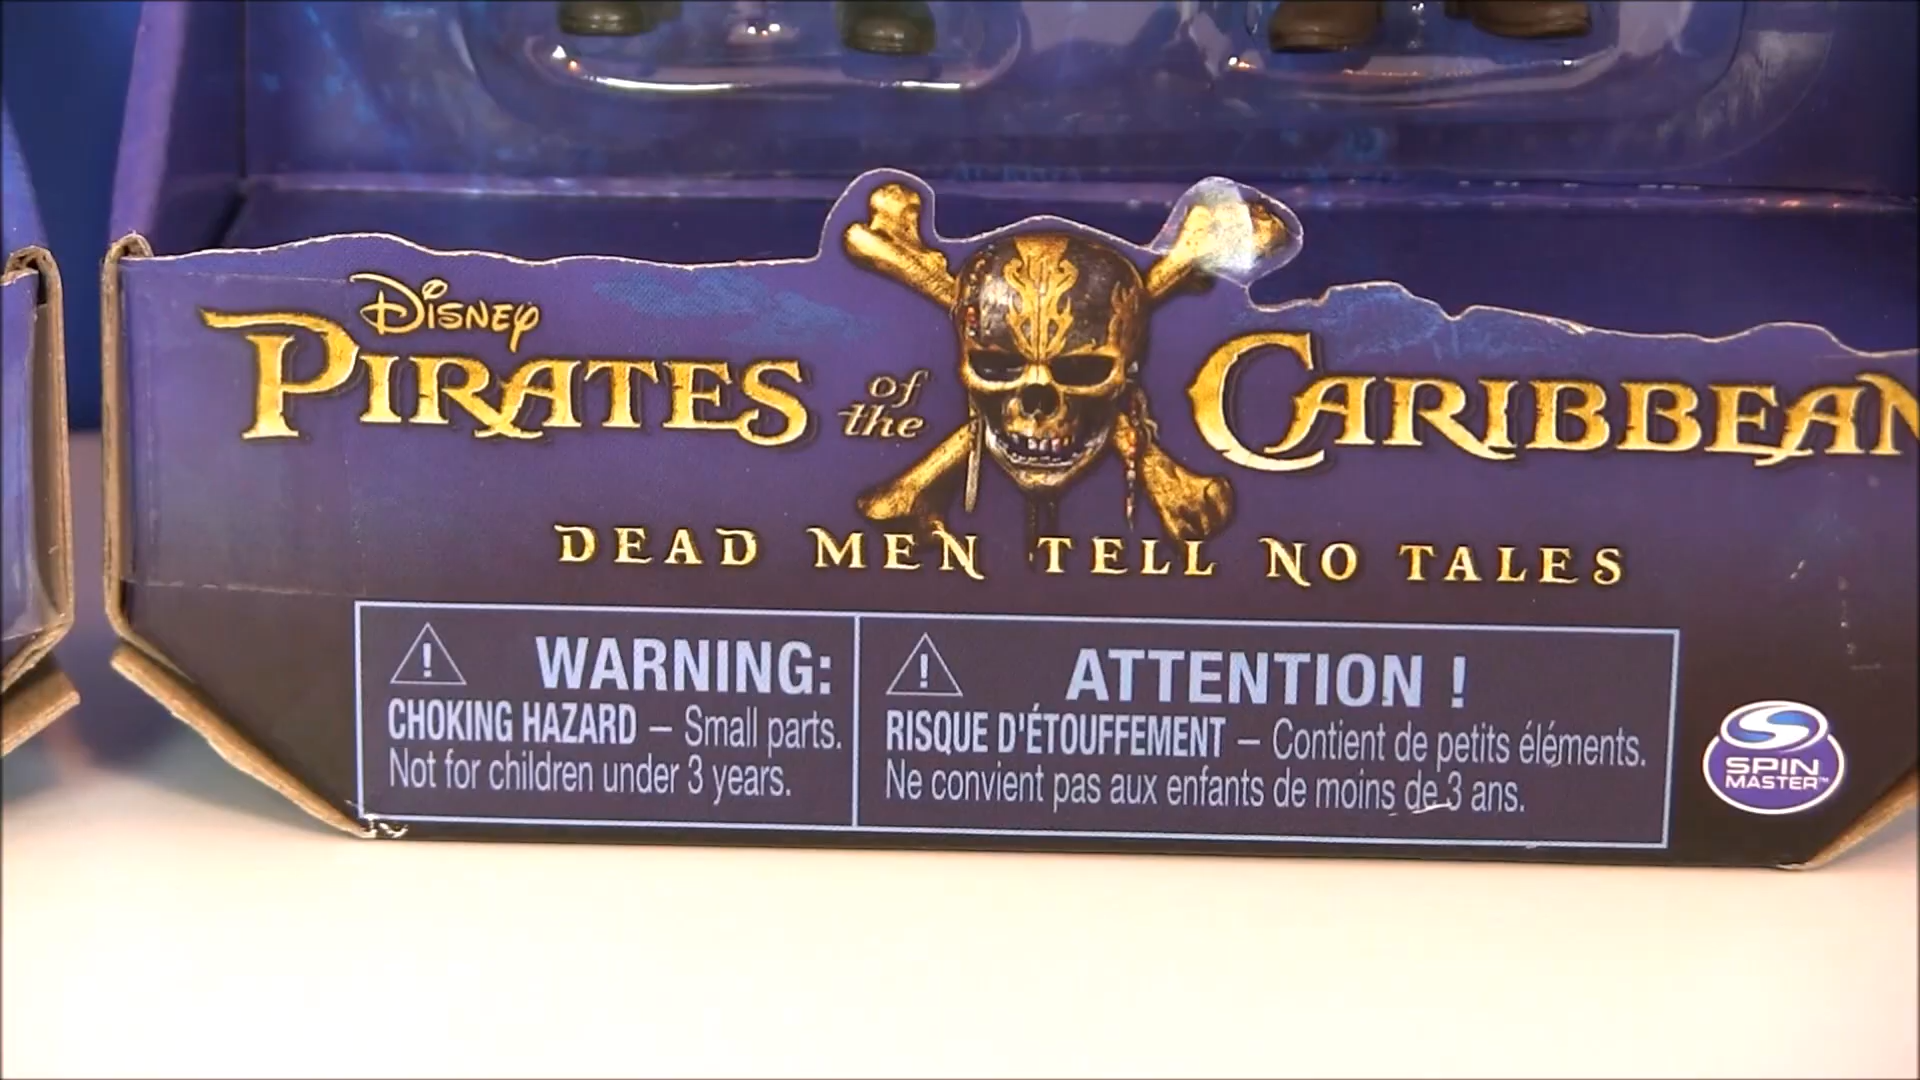 Disney
PIRATES of the CARIBBEAN
DEAD MEN TELL NO TALES
WARNING:
CHOKING HAZARD – Small parts.
Not for children under 3 years.
ATTENTION !
RISQUE D'ÉTOUFFEMENT – Contient de petits éléments.
Ne convient pas aux enfants de moins de 3 ans.
SPIN
MASTER™